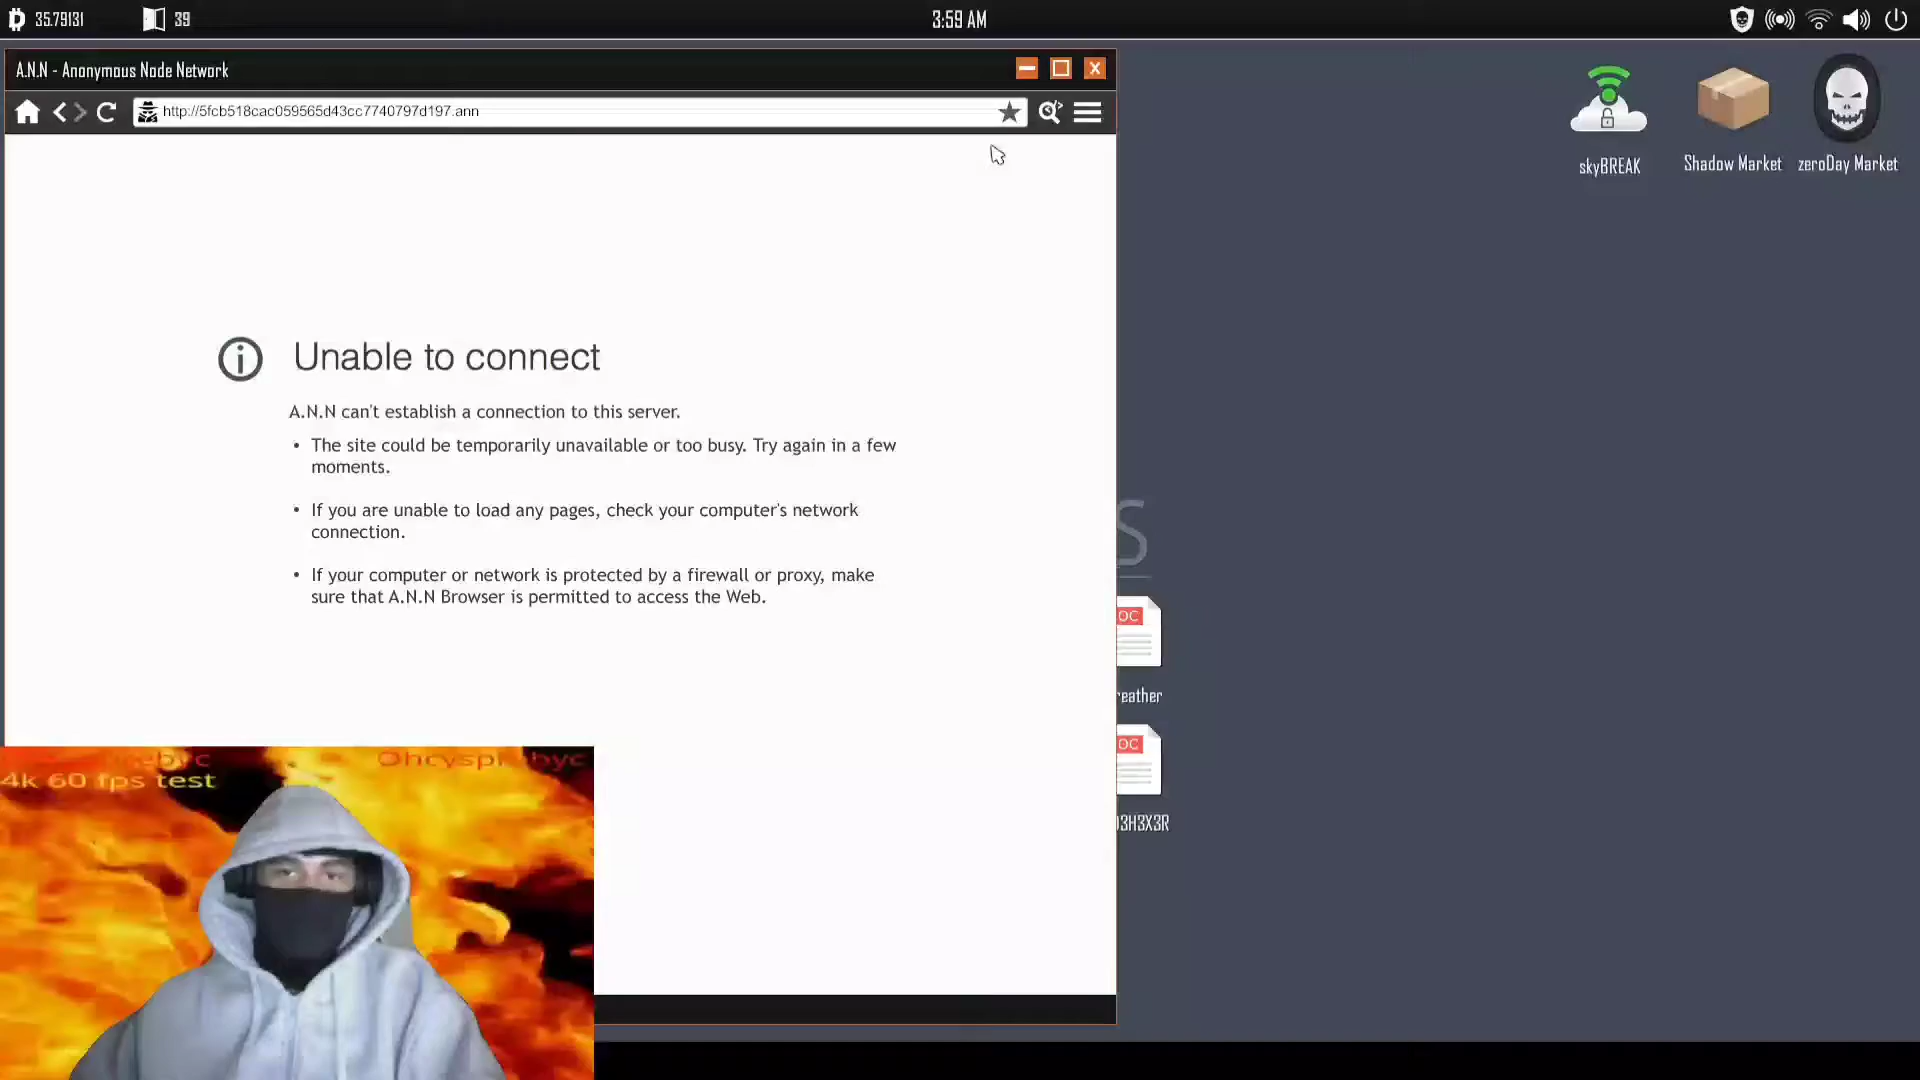 35.79131
39
3:59 AM
A.N.N - Anonymous Node Network
http://5fcb518cac059565d43cc7740797d197.ann
skyBREAK
Shadow Market
zeroDay Market
Unable to connect
A.N.N can't establish a connection to this server.
• The site could be temporarily unavailable or too busy. Try again in a few
moments.
• If you are unable to load any pages, check your computer's network
connection.
• If your computer or network is protected by a firewall or proxy, make
sure that A.N.N Browser is permitted to access the Web.
S
OC
reather
OC
3H3X3R
4k 60 fps test